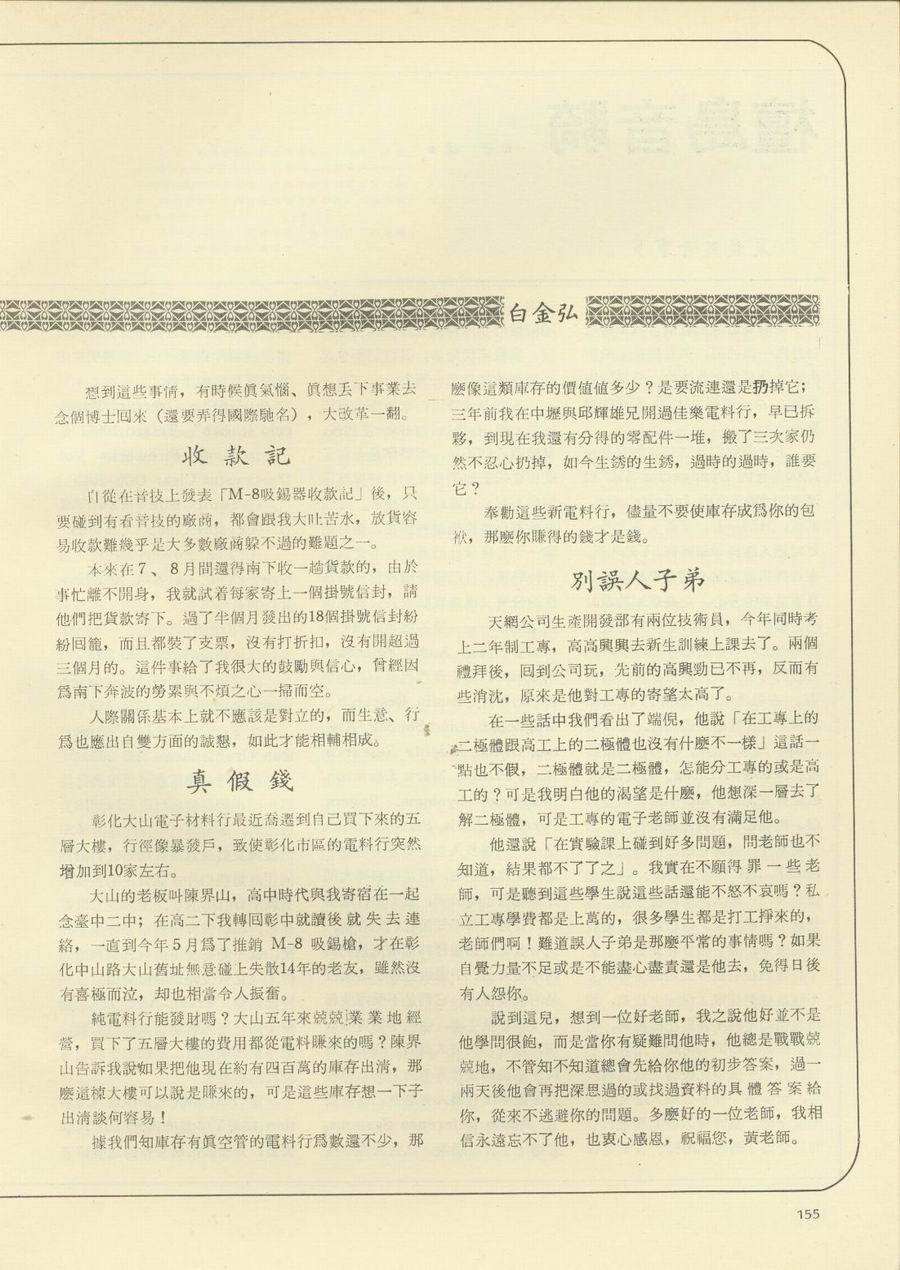 白金弘
想到這些事情，有時候眞氣惱、眞想丢下事業去
念個博士囘來（還要弄得國際馳名），大改革一翻。
收款記
自從在音技上發表「M-8吸錫器收款記」後，只
要碰到有看音技的廠商，都會跟我大吐苦水，放貨容
易收款難幾乎是大多數廠商躱不過的難題之一。
本來在7、8月間還得南下收一趟貨款的，由於
事忙離不開身，我就試着每家寄上一個掛號信封，請
他們把貨款寄下。過了半個月發出的18個掛號信封紛
紛囘籠，而且都裝了支票，沒有打折扣，沒有開超過
三個月的。這件事給了我很大的鼓勵與信心，曾經因
爲南下奔波的勞累與不煩之心一掃而空。
人際關係基本上就不應該是對立的，而生意、行
爲也應出自雙方面的誠懇，如此才能相輔相成。
真假錢
彰化大山電子材料行最近喬遷到自己買下來的五
層大樓，行徑像暴發戶，致使彰化市區的電料行突然
增加到10家左右。
大山的老板叫陳界山，高中時代與我寄宿在一起
念臺中二中；在高二下我轉囘彰中就讀後就失去連
絡，一直到今年5月爲了推銷 M-8 吸錫槍，才在彰
化中山路大山舊址無意碰上失散14年的老友，雖然沒
有喜極而泣，却也相當令人振奮。
純電料行能發財嗎？大山五年來兢兢業業地經
營，買下了五層大樓的費用都從電料賺來的嗎？陳界
山告訴我說如果把他現在約有四百萬的庫存出淸，那
麽這棟大樓可以說是賺來的，可是這些庫存想一下子
出淸談何容易！
據我們知庫存有眞空管的電料行爲數還不少，那
麽像這類庫存的價値値多少？是要流連還是扔掉它；
三年前我在中壢與邱輝雄兄開過佳樂電料行，早已拆
夥，到現在我還有分得的零配件一堆，搬了三次家仍
然不忍心扔掉，如今生銹的生銹，過時的過時，誰要
它？
奉勸這些新電料行，儘量不要使庫存成爲你的包
袱，那麽你賺得的錢才是錢。
別誤人子弟
天網公司生產開發部有兩位技術員，今年同時考
上二年制工專，高高興興去新生訓練上課去了。兩個
禮拜後，囘到公司玩，先前的高興勁已不再，反而有
些消沈，原來是他對工專的寄望太高了。
在一些話中我們看出了端倪，他說「在工專上的
二極體跟高工上的二極體也沒有什麽不一樣」這話一
點也不假，二極體就是二極體，怎能分工專的或是高
工的？可是我明白他的渴望是什麽，他想深一層去了
解二極體，可是工專的電子老師並沒有滿足他。
他還說「在實驗課上碰到好多問題，問老師也不
知道，結果都不了了之」。我實在不願得罪一些老
師，可是聽到這些學生說這些話還能不怒不哀嗎？私
立工專學費都是上萬的，很多學生都是打工掙來的，
老師們啊！難道誤人子弟是那麽平常的事情嗎？如果
自覺力量不足或是不能盡心盡責還是他去，免得日後
有人怨你。
說到這兒，想到一位好老師，我之說他好並不是
他學問很飽，而是當你有疑難問他時，他總是戰戰兢
兢地，不管知不知道總會先給你他的初步答案，過一
兩天後他會再把深思過的或找過資料的具體答案給
你，從來不逃避你的問題。多麽好的一位老師，我相
信永遠忘不了他，也衷心感恩，祝福您，黃老師。
155